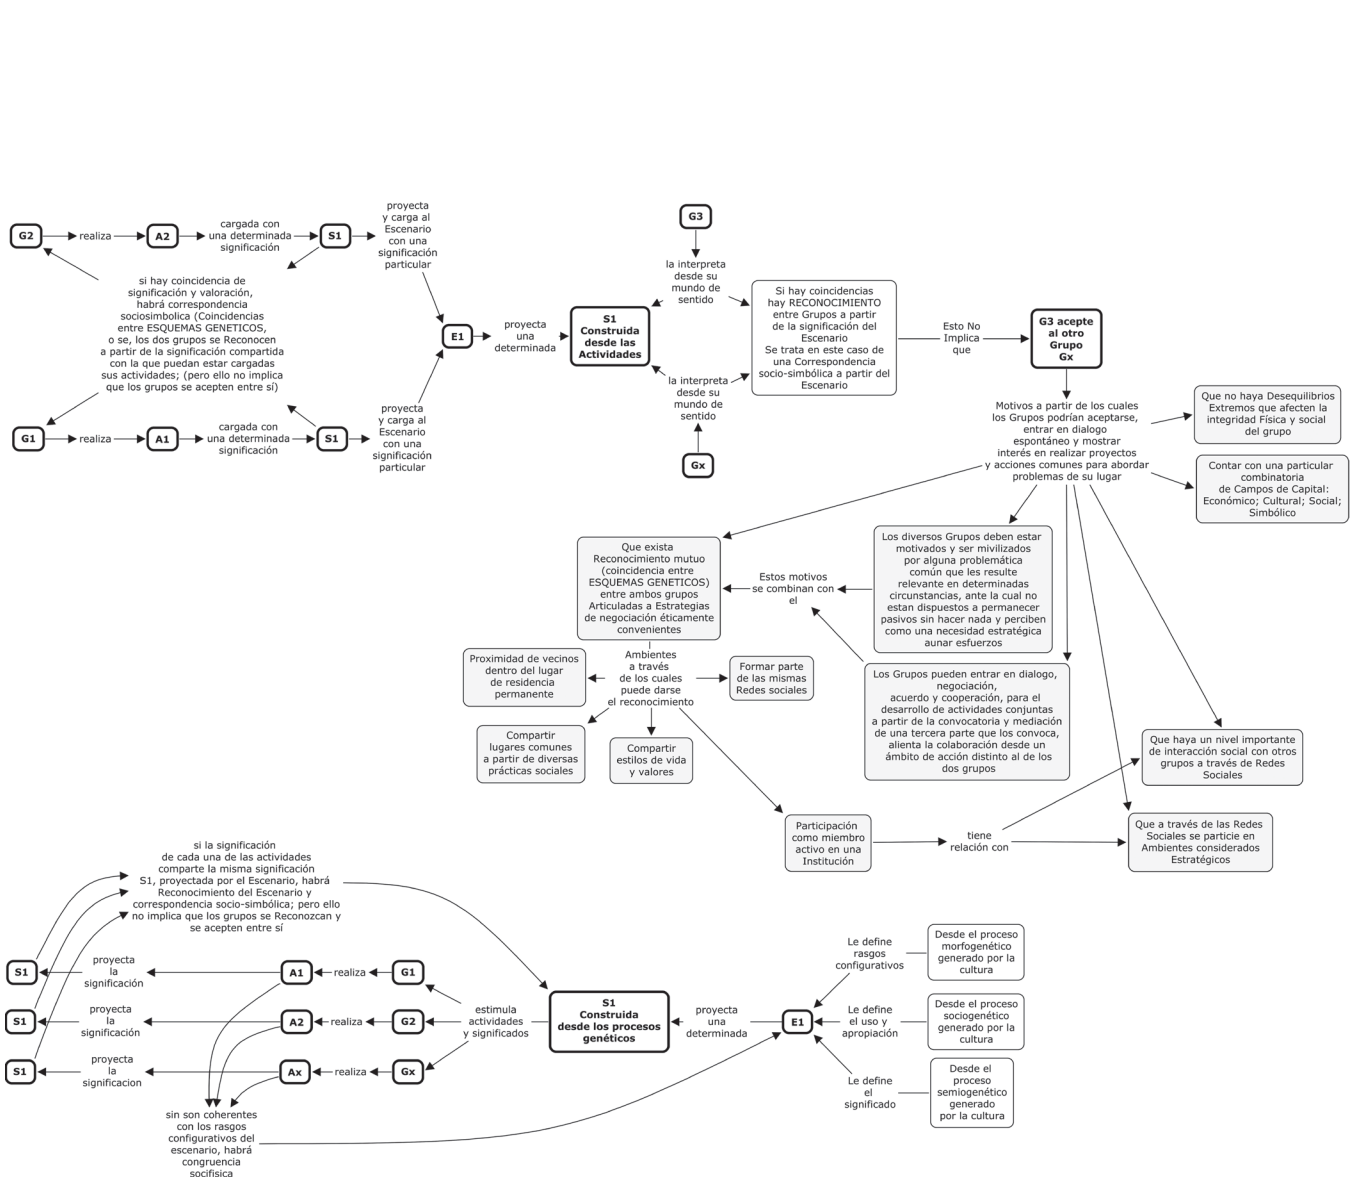 G2
realiza
A2
cargada con
una determinada
significación
S1
proyecta
y carga al
Escenario
con una
significación
particular
si hay coincidencia de
significación y valoración,
habrá correspondencia
sociosimbolica (Coincidencias
entre ESQUEMAS GENETICOS,
o se, los dos grupos se Reconocen
a partir de la significación compartida
con la que puedan estar cargadas
sus actividades; (pero ello no implica
que los grupos se acepten entre sí)
G1
realiza
A1
cargada con
una determinada
significación
S1
proyecta
y carga al
Escenario
con una
significación
particular
E1
proyecta
una
determinada
S1
Construida
desde las
Actividades
G3
la interpreta
desde su
mundo de
sentido
la interpreta
desde su
mundo de
sentido
Gx
Si hay coincidencias
hay RECONOCIMIENTO
entre Grupos a partir
de la significación del
Escenario
Se trata en este caso de
una Correspondencia
socio-simbólica a partir del
Escenario
Esto No
Implica
que
G3 acepte
al otro
Grupo
Gx
Motivos a partir de los cuales
los Grupos podrían aceptarse,
entrar en dialogo
espontáneo y mostrar
interés en realizar proyectos
y acciones comunes para abordar
problemas de su lugar
Que no haya Desequilibrios
Extremos que afecten la
integridad Física y social
del grupo
Contar con una particular
combinatoria
de Campos de Capital:
Económico; Cultural; Social;
Simbólico
Que exista
Reconocimiento mutuo
(coincidencia entre
ESQUEMAS GENETICOS)
entre ambos grupos
Articuladas a Estrategias
de negociación éticamente
convenientes
Estos motivos
se combinan con
el
Los diversos Grupos deben estar
motivados y ser mivilizados
por alguna problemática
común que les resulte
relevante en determinadas
circunstancias, ante la cual no
estan dispuestos a permanecer
pasivos sin hacer nada y perciben
como una necesidad estratégica
aunar esfuerzos
Los Grupos pueden entrar en dialogo,
negociación,
acuerdo y cooperación, para el
desarrollo de actividades conjuntas
a partir de la convocatoria y mediación
de una tercera parte que los convoca,
alienta la colaboración desde un
ámbito de acción distinto al de los
dos grupos
Proximidad de vecinos
dentro del lugar
de residencia
permanente
Ambientes
a través
de los cuales
puede darse
el reconocimiento
Formar parte
de las mismas
Redes sociales
Compartir
lugares comunes
a partir de diversas
prácticas sociales
Compartir
estilos de vida
y valores
Que haya un nivel importante
de interacción social con otros
grupos a través de Redes
Sociales
Participación
como miembro
activo en una
Institución
tiene
relación con
Que a través de las Redes
Sociales se particie en
Ambientes considerados
Estratégicos
si la significación
de cada una de las actividades
comparte la misma significación
S1, proyectada por el Escenario, habrá
Reconocimiento del Escenario y
correspondencia socio-simbólica; pero ello
no implica que los grupos se Reconozcan y
se acepten entre sí
S1
proyecta
la
significación
A1
realiza
G1
S1
proyecta
la
significación
A2
realiza
G2
S1
proyecta
la
significacion
Ax
realiza
Gx
estimula
actividades
y significados
S1
Construida
desde los procesos
genéticos
proyecta
una
determinada
E1
Le define
rasgos
configurativos
Desde el proceso
morfogenético
generado por la
cultura
Le define
el uso y
apropiación
Desde el proceso
sociogenético
generado por la
cultura
Le define
el
significado
Desde el
proceso
semiogenético
generado
por la cultura
sin son coherentes
con los rasgos
configurativos del
escenario, habrá
congruencia
socifisica